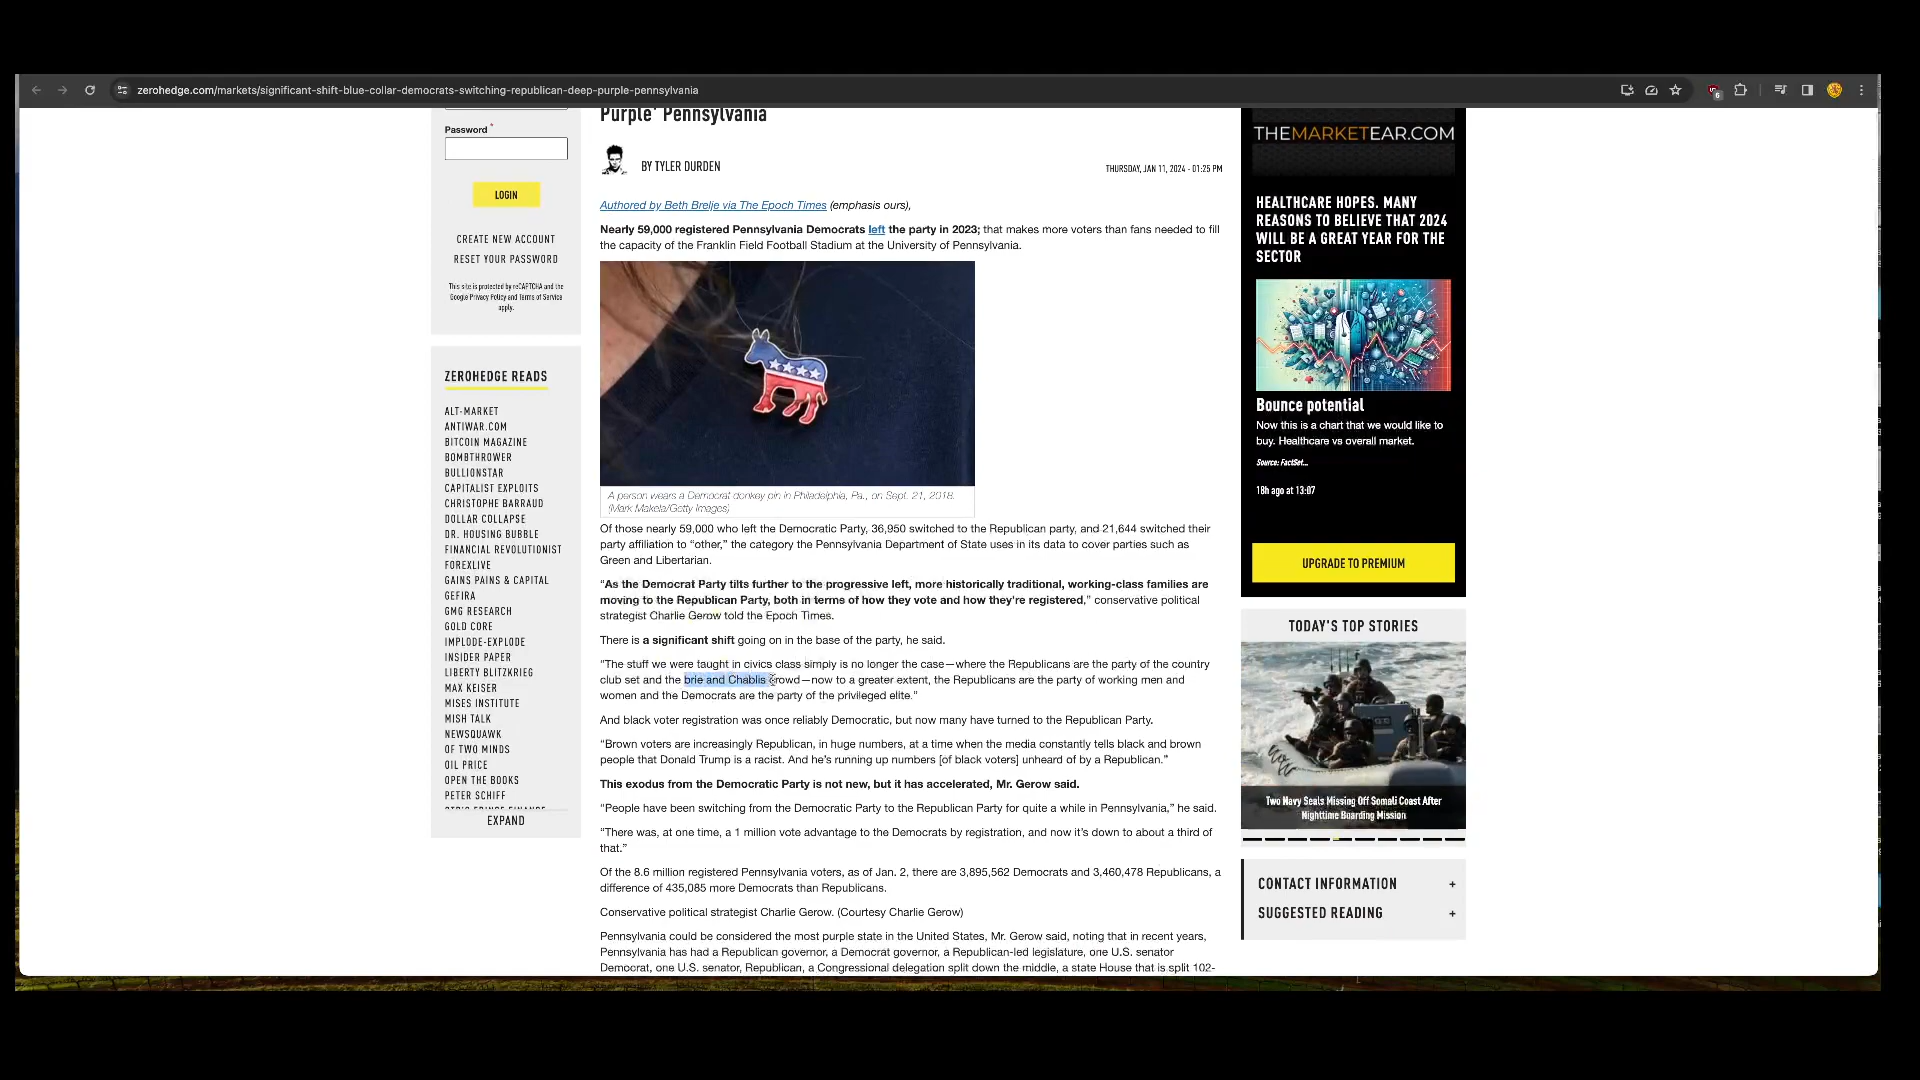 zerohedge.com/markets/significant-shift-blue-collar-democrats-switching-republican-deep-purple-pennsylvania
6
Password *
LOGIN
CREATE NEW ACCOUNT
RESET YOUR PASSWORD
This site is protected by reCAPTCHA and the
Google Privacy Policy and Terms of Service
apply.
ZEROHEDGE READS
ALT-MARKET
ANTIWAR.COM
BITCOIN MAGAZINE
BOMBTHROWER
BULLIONSTAR
CAPITALIST EXPLOITS
CHRISTOPHE BARRAUD
DOLLAR COLLAPSE
DR. HOUSING BUBBLE
FINANCIAL REVOLUTIONIST
FOREXLIVE
GAINS PAINS & CAPITAL
GEFIRA
GMG RESEARCH
GOLD CORE
IMPLODE-EXPLODE
INSIDER PAPER
LIBERTY BLITZKRIEG
MAX KEISER
MISES INSTITUTE
MISH TALK
NEWSQUAWK
OF TWO MINDS
OIL PRICE
OPEN THE BOOKS
PETER SCHIFF
EXPAND
Purple' Pennsylvania
BY TYLER DURDEN
THURSDAY, JAN 11, 2024 - 01:25 PM
Authored by Beth Brelje via The Epoch Times (emphasis ours),
Nearly 59,000 registered Pennsylvania Democrats left the party in 2023; that makes more voters than fans needed to fill
the capacity of the Franklin Field Football Stadium at the University of Pennsylvania.
A person wears a Democrat donkey pin in Philadelphia, Pa., on Sept. 21, 2018.
(Mark Makela/Getty Images)
Of those nearly 59,000 who left the Democratic Party, 36,950 switched to the Republican party, and 21,644 switched their
party affiliation to “other,” the category the Pennsylvania Department of State uses in its data to cover parties such as
Green and Libertarian.
“As the Democrat Party tilts further to the progressive left, more historically traditional, working-class families are
moving to the Republican Party, both in terms of how they vote and how they're registered,” conservative political
strategist Charlie Gerow told the Epoch Times.
There is a significant shift going on in the base of the party, he said.
“The stuff we were taught in civics class simply is no longer the case—where the Republicans are the party of the country
club set and the brie and Chablis crowd—now to a greater extent, the Republicans are the party of working men and
women and the Democrats are the party of the privileged elite.”
And black voter registration was once reliably Democratic, but now many have turned to the Republican Party.
“Brown voters are increasingly Republican, in huge numbers, at a time when the media constantly tells black and brown
people that Donald Trump is a racist. And he’s running up numbers [of black voters] unheard of by a Republican.”
This exodus from the Democratic Party is not new, but it has accelerated, Mr. Gerow said.
“People have been switching from the Democratic Party to the Republican Party for quite a while in Pennsylvania,” he said.
“There was, at one time, a 1 million vote advantage to the Democrats by registration, and now it’s down to about a third of
that.”
Of the 8.6 million registered Pennsylvania voters, as of Jan. 2, there are 3,895,562 Democrats and 3,460,478 Republicans, a
difference of 435,085 more Democrats than Republicans.
Conservative political strategist Charlie Gerow. (Courtesy Charlie Gerow)
Pennsylvania could be considered the most purple state in the United States, Mr. Gerow said, noting that in recent years,
Pennsylvania has had a Republican governor, a Democrat governor, a Republican-led legislature, one U.S. senator
Democrat, one U.S. senator, Republican, a Congressional delegation split down the middle, a state House that is split 102-
THEMARKETEAR.COM
HEALTHCARE HOPES. MANY
REASONS TO BELIEVE THAT 2024
WILL BE A GREAT YEAR FOR THE
SECTOR
Bounce potential
Now this is a chart that we would like to
buy. Healthcare vs overall market.
Source: FactSet...
18h ago at 13:07
UPGRADE TO PREMIUM
TODAY'S TOP STORIES
Two Navy Seals Missing Off Somali Coast After
Nighttime Boarding Mission
CONTACT INFORMATION +
SUGGESTED READING +